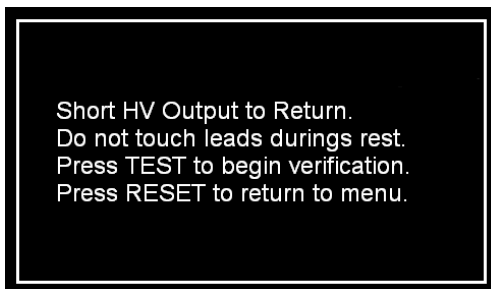 Short HV Output to Return.
Do not touch leads durings rest.
Press TEST to begin verification.
Press RESET to return to menu.